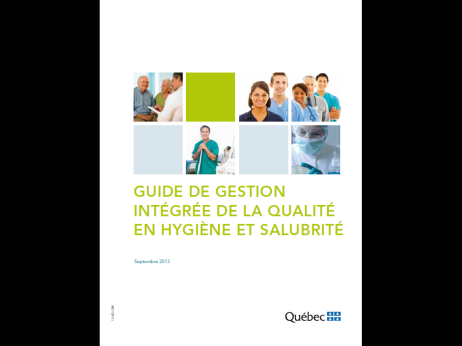 GUIDE DE GESTION
INTÉGRÉE DE LA QUALITÉ
EN HYGIÈNE ET SALUBRITÉ
Septembre 2013
Québec